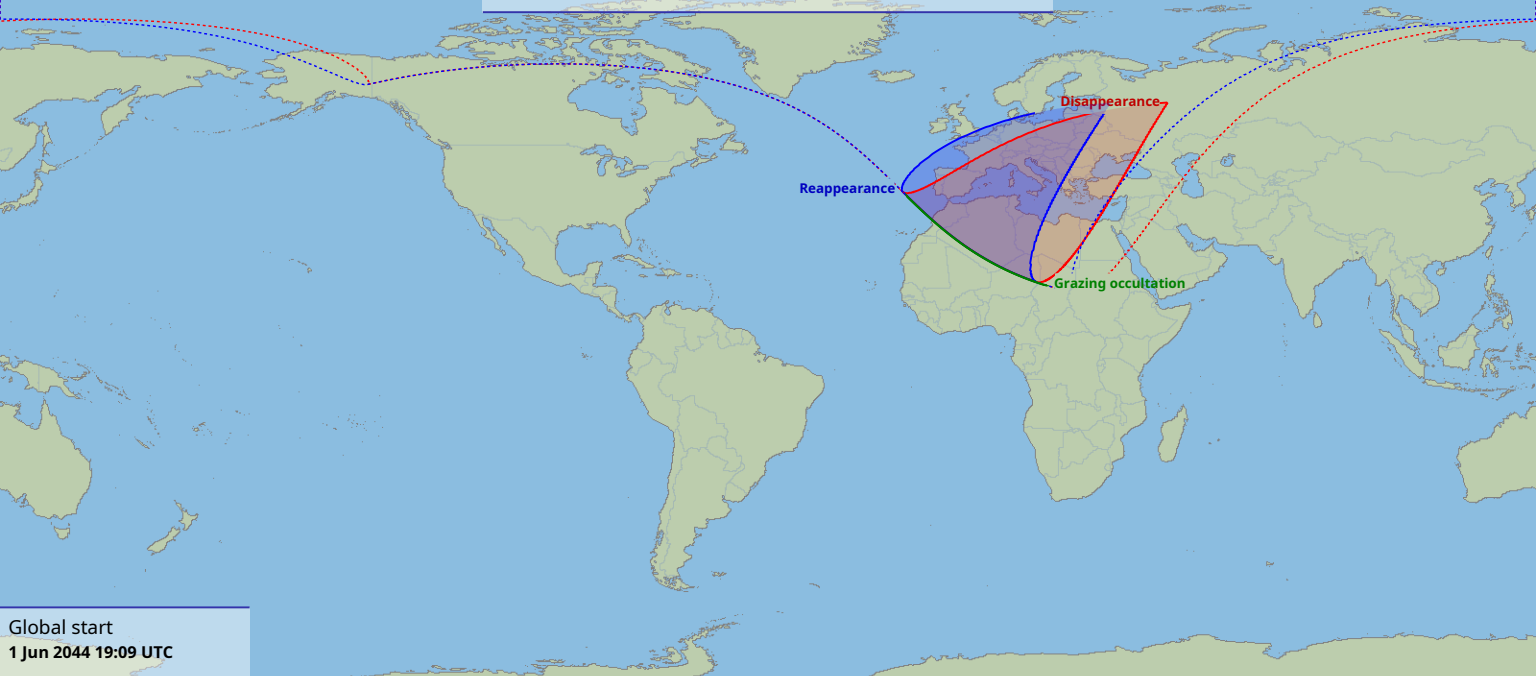 Disappearance
Reappearance
Grazing occultation
Global start
1 Jun 2044 19:09 UTC